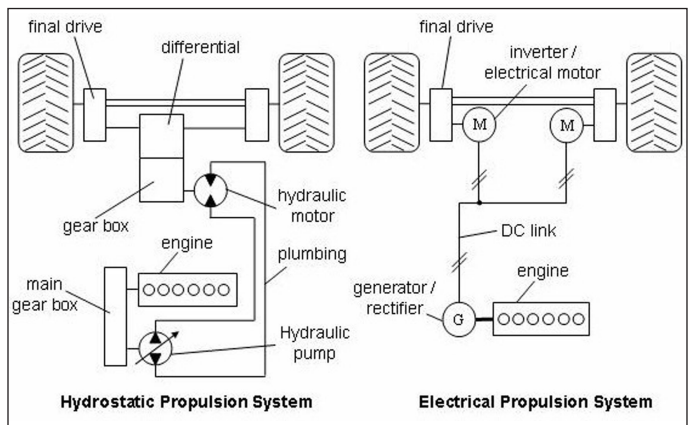 final drive
differential
gear box
hydraulic
motor
engine
plumbing
main
gear box
Hydraulic
pump
Hydrostatic Propulsion System
final drive
inverter /
electrical motor
M
M
DC link
generator /
rectifier
engine
G
Electrical Propulsion System